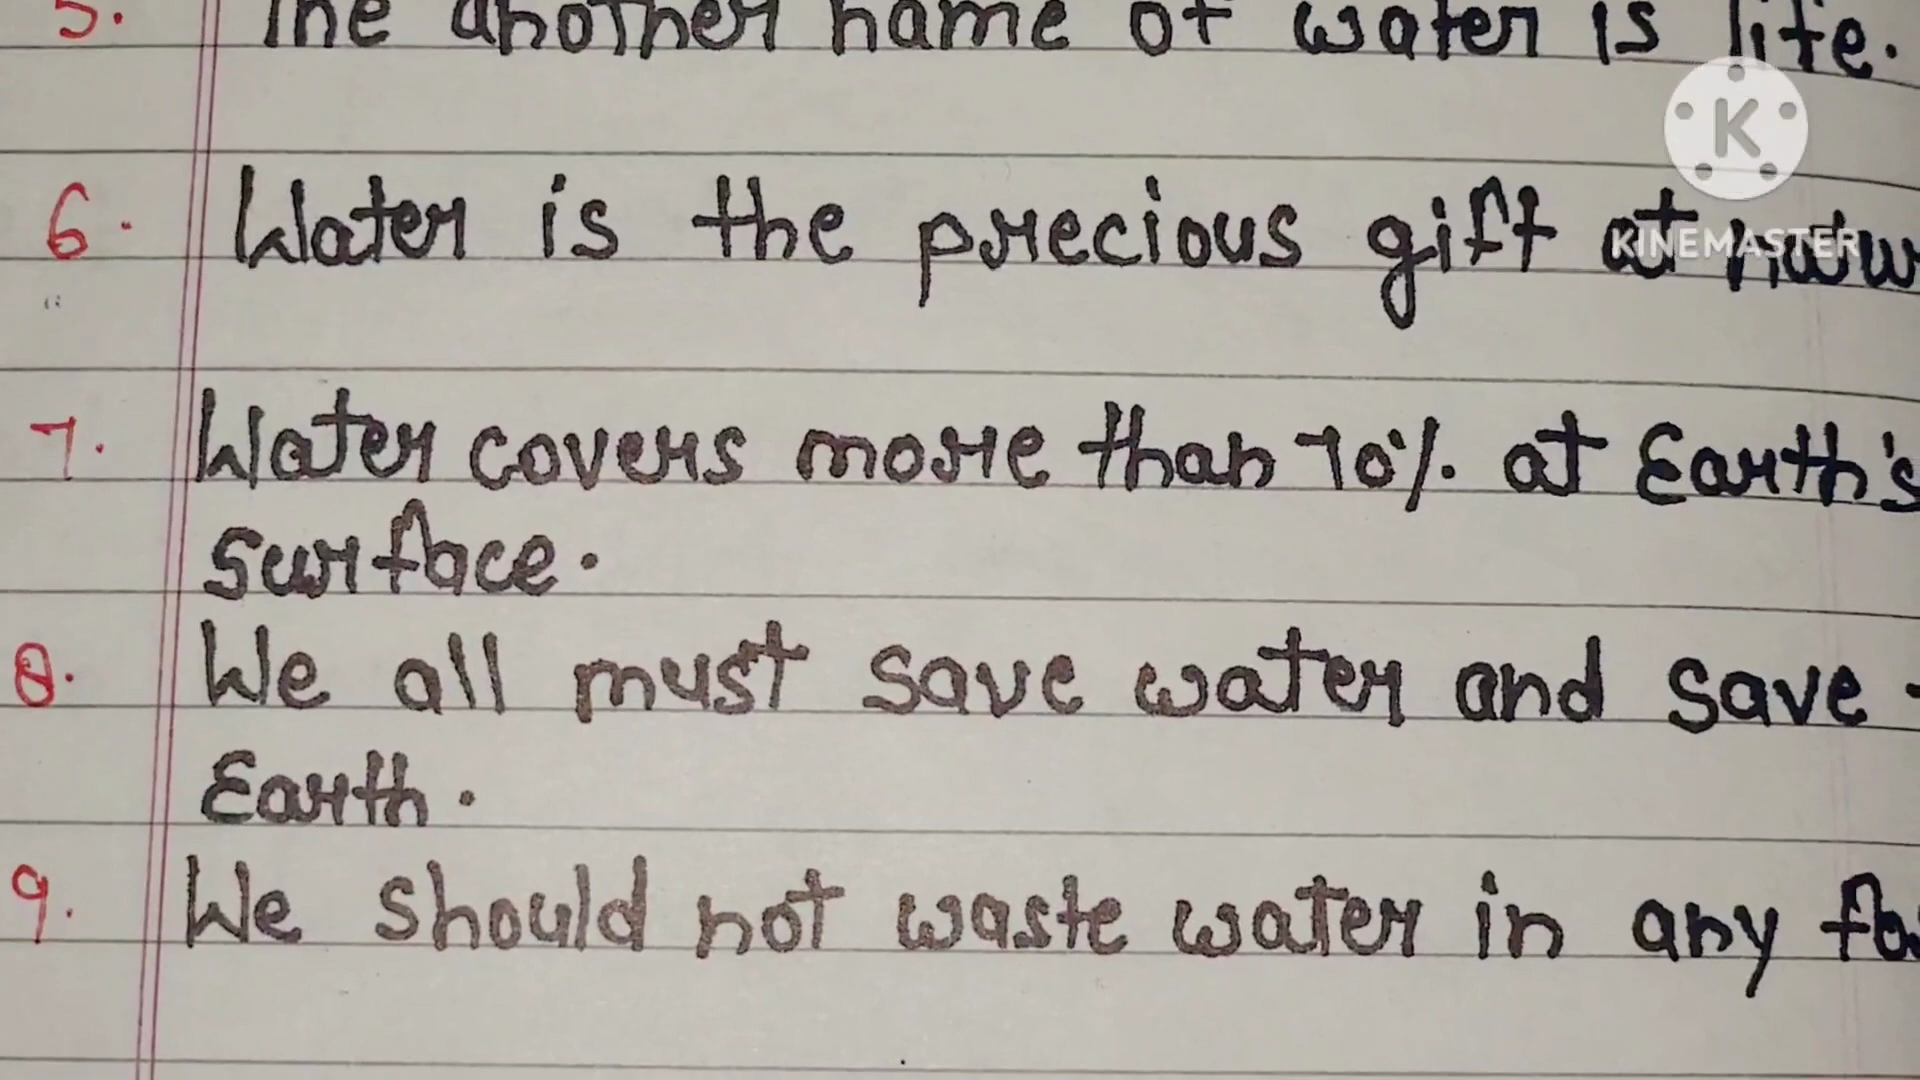 5. The another name of water is life.
6. Water is the precious gift at
KINEMASTER
7. Water covers more than 70% at Earth's
surface.
8. We all must save water and save
Earth.
9. We should not waste water in any